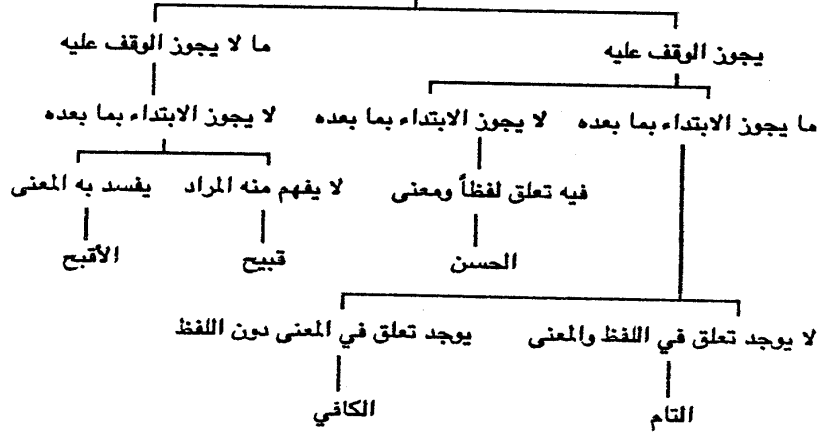 يجوز الوقف عليه
ما لا يجوز الوقف عليه
ما يجوز الابتداء بما بعده
لا يجوز الابتداء بما بعده
لا يجوز الابتداء بما بعده
فيه تعلق لفظاً ومعنى
لا يفهم منه المراد
يفسد به المعنى
الحسن
قبيح
الأقبح
لا يوجد تعلق في اللفظ والمعنى
يوجد تعلق في المعنى دون اللفظ
التام
الكافي